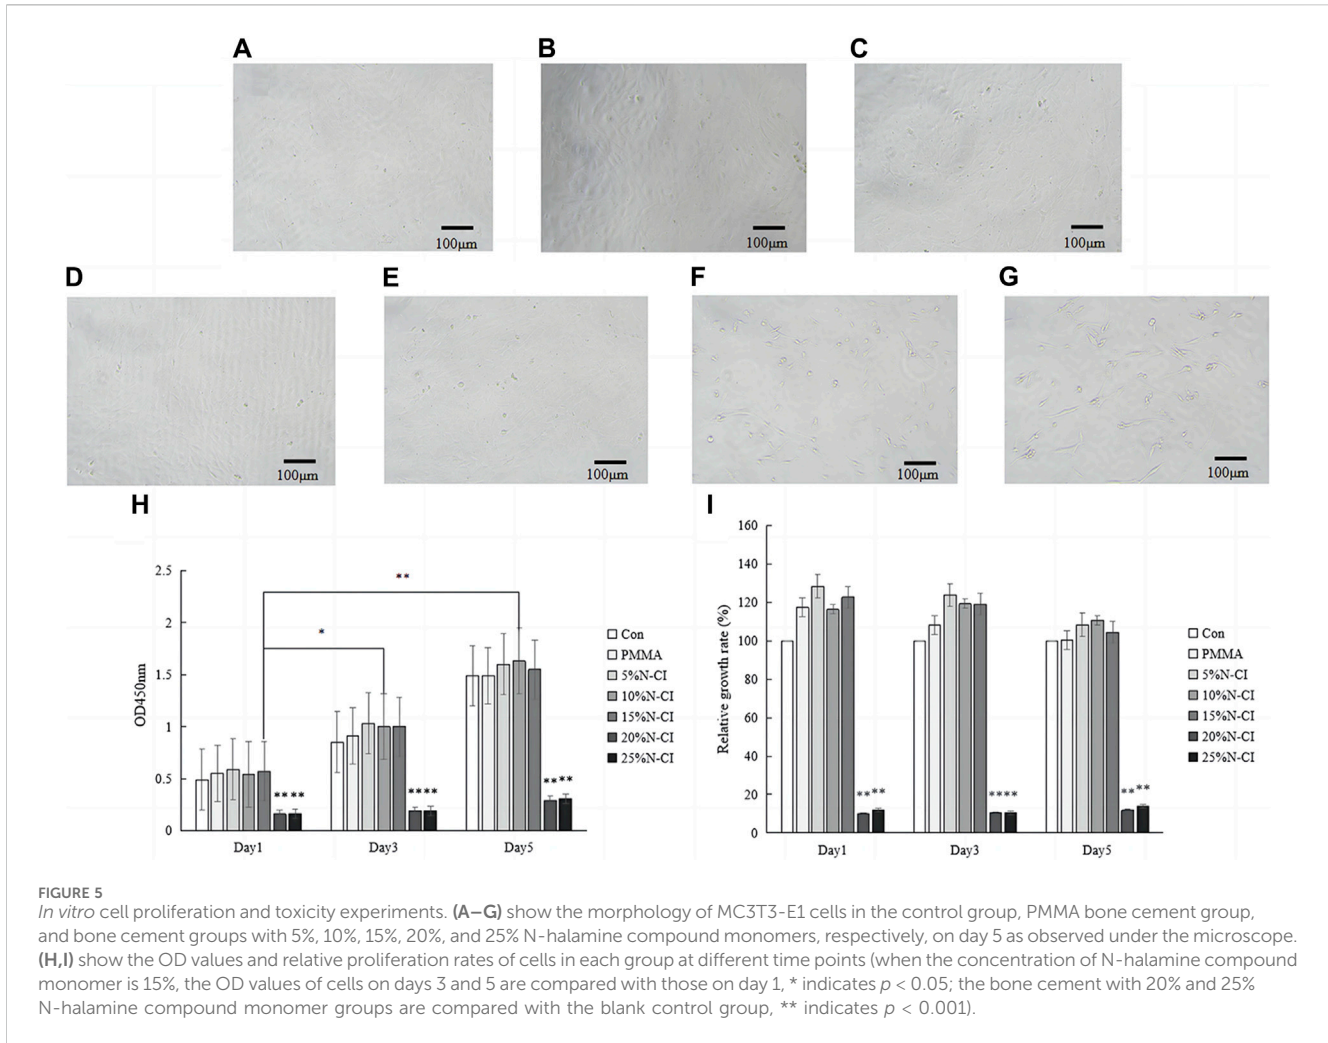 A
B
C
100μm
100μm
100μm
D
E
F
G
100μm
100μm
100μm
100μm
H
I
2.5
2
1.5
1
0.5
0
OD450nm
**
*
****
****
** **
Day1
Day3
Day5
Con
PMMA
5%N-CI
10%N-CI
15%N-CI
20%N-CI
25%N-CI
160
140
120
100
80
60
40
20
0
Relative growth rate (%)
** **
****
** **
Day1
Day3
Day5
Con
PMMA
5%N-CI
10%N-CI
15%N-CI
20%N-CI
25%N-CI
FIGURE 5
In vitro cell proliferation and toxicity experiments. (A–G) show the morphology of MC3T3-E1 cells in the control group, PMMA bone cement group,
and bone cement groups with 5%, 10%, 15%, 20%, and 25% N-halamine compound monomers, respectively, on day 5 as observed under the microscope.
(H,I) show the OD values and relative proliferation rates of cells in each group at different time points (when the concentration of N-halamine compound
monomer is 15%, the OD values of cells on days 3 and 5 are compared with those on day 1, * indicates p < 0.05; the bone cement with 20% and 25%
N-halamine compound monomer groups are compared with the blank control group, ** indicates p < 0.001).